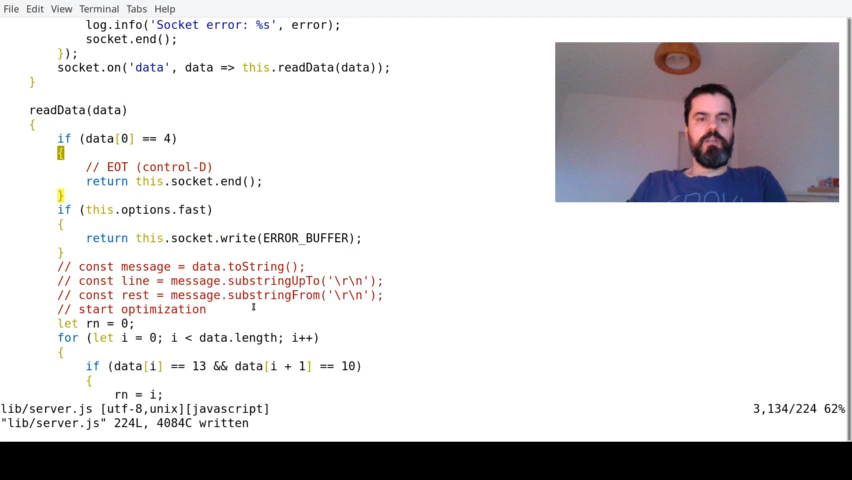 File Edit View Terminal Tabs Help
log.info('Socket error: %s', error);
socket.end();
});
socket.on('data', data => this.readData(data));
}
readData(data)
{
if (data[0] == 4)
{
// EOT (control-D)
return this.socket.end();
}
if (this.options.fast)
{
return this.socket.write(ERROR_BUFFER);
}
// const message = data.toString();
// const line = message.substringUpTo('\r\n');
// const rest = message.substringFrom('\r\n');
// start optimization
let rn = 0;
for (let i = 0; i < data.length; i++)
{
if (data[i] == 13 && data[i + 1] == 10)
{
rn = i;
lib/server.js [utf-8,unix][javascript] 3,134/224 62%
"lib/server.js" 224L, 4084C written